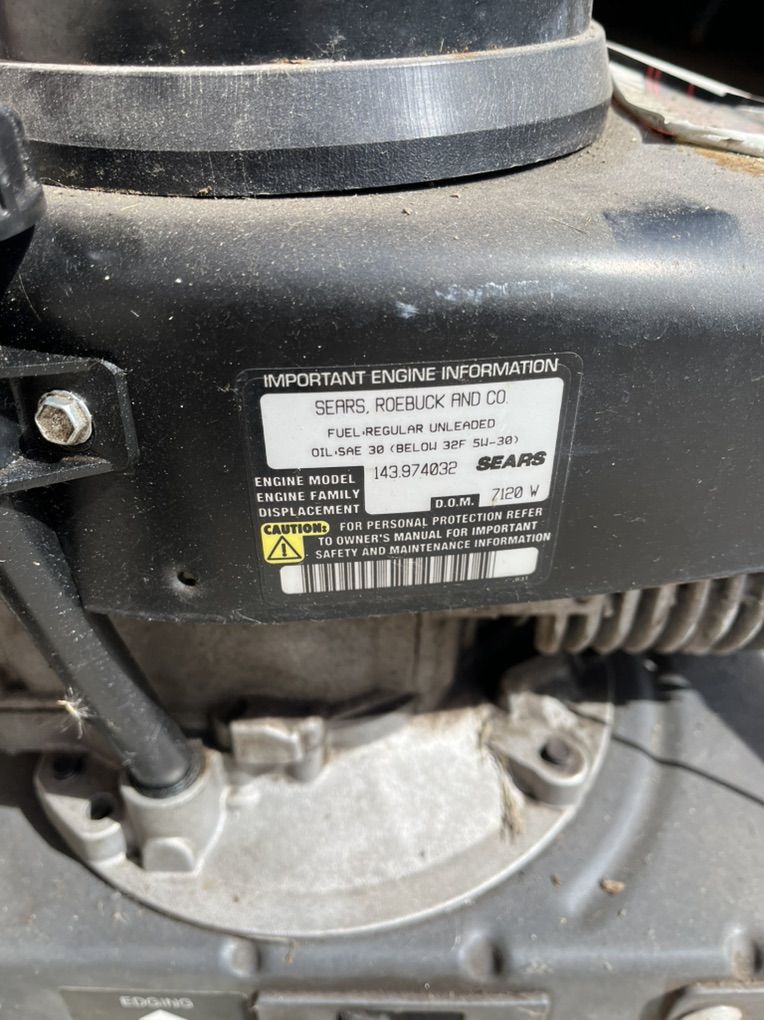 IMPORTANT ENGINE INFORMATION
SEARS, ROEBUCK AND CO.
FUEL:REGULAR UNLEADED
OIL:SAE 30 (BELOW 32F 5W-30)
ENGINE MODEL 143.974032 SEARS
ENGINE FAMILY
DISPLACEMENT D.O.M. 7120 W
CAUTION: FOR PERSONAL PROTECTION REFER
TO OWNER'S MANUAL FOR IMPORTANT
SAFETY AND MAINTENANCE INFORMATION
EDGING